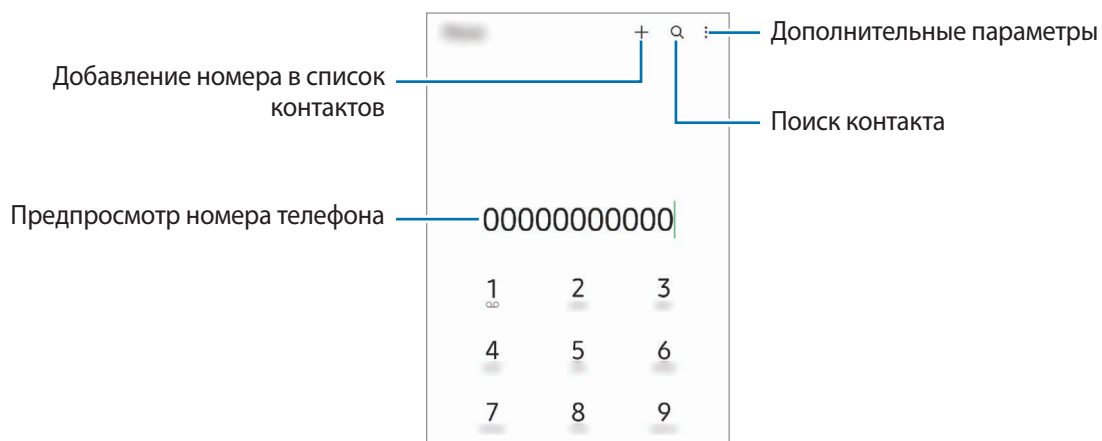 Дополнительные параметры
Добавление номера в список
контактов
Поиск контакта
Предпросмотр номера телефона
00000000000
1 2 3
4 5 6
7 8 9